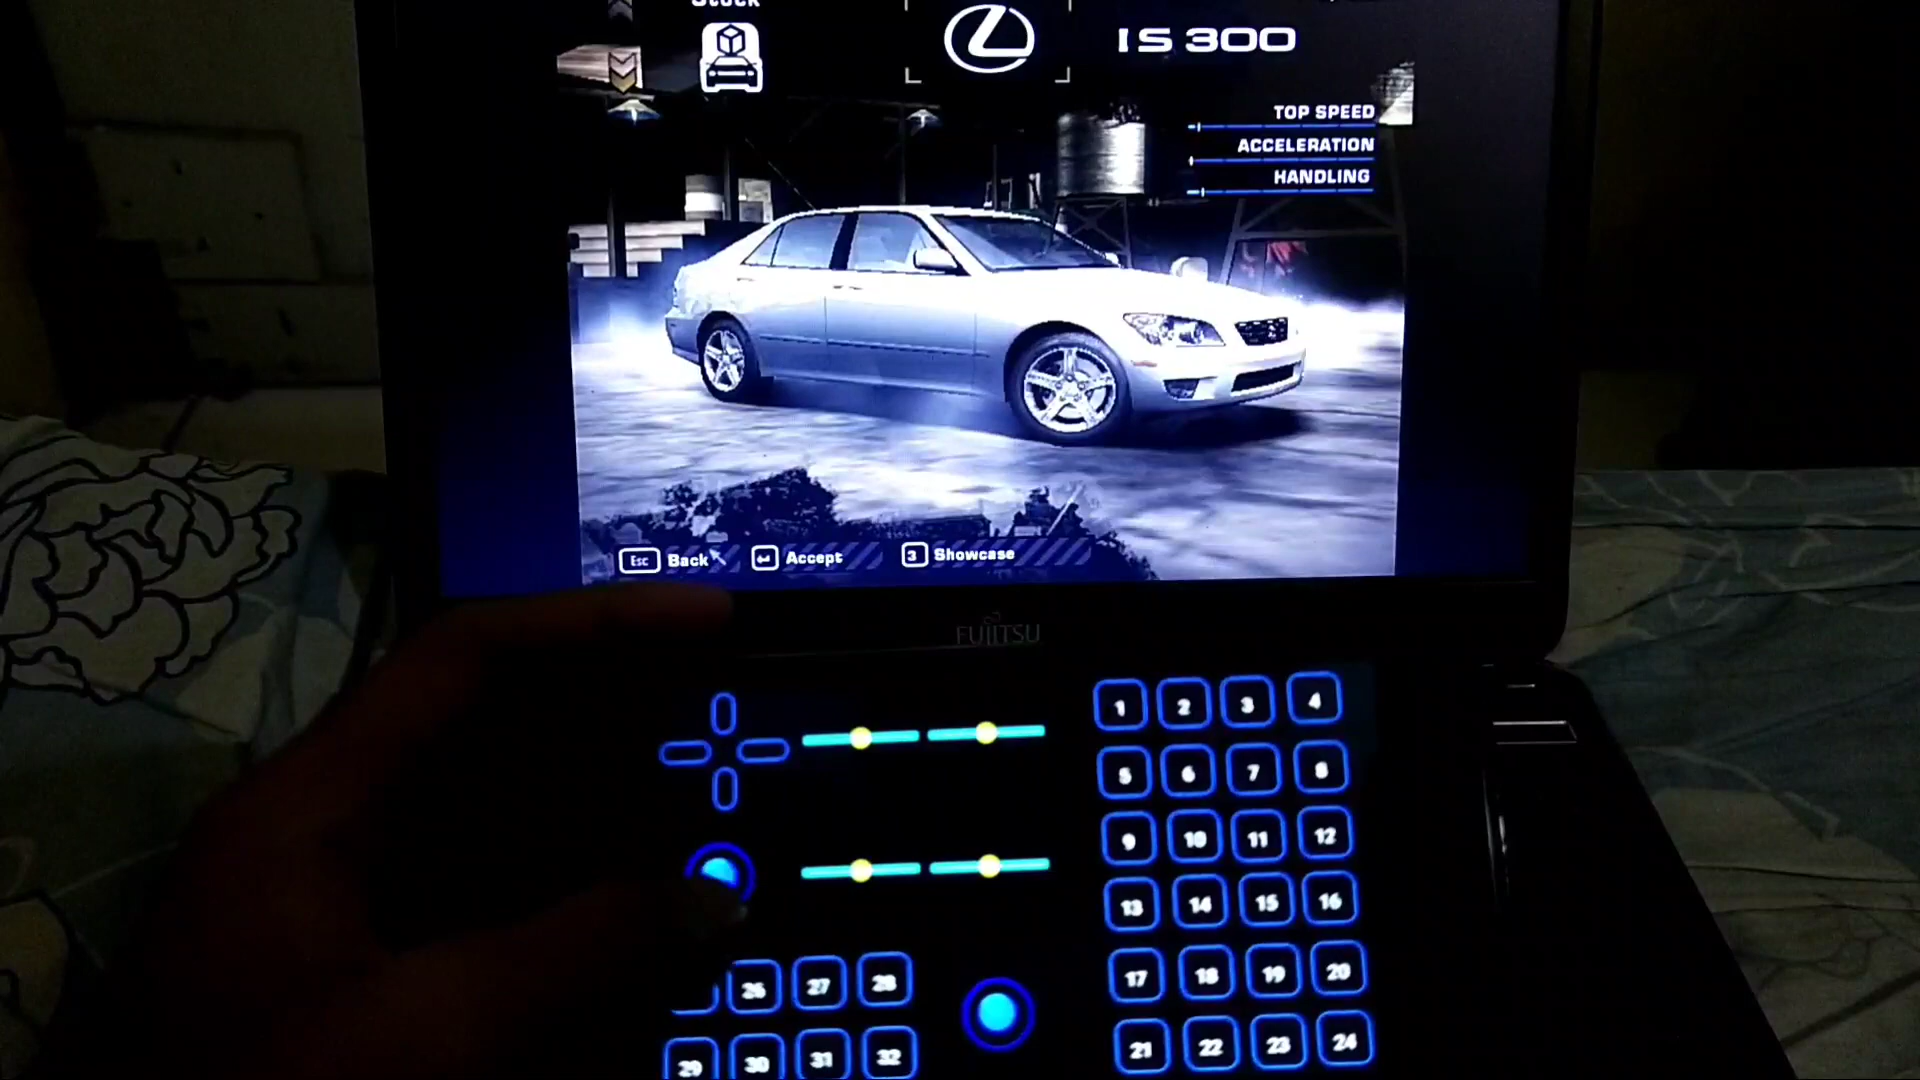 Stock
IS 300
TOP SPEED
ACCELERATION
HANDLING
Esc Back Accept 3 Showcase
FUJITSU
1 2 3 4
5 6 7 8
9 10 11 12
13 14 15 16
17 18 19 20
26 27 28
21 22 23 24
29 30 31 32